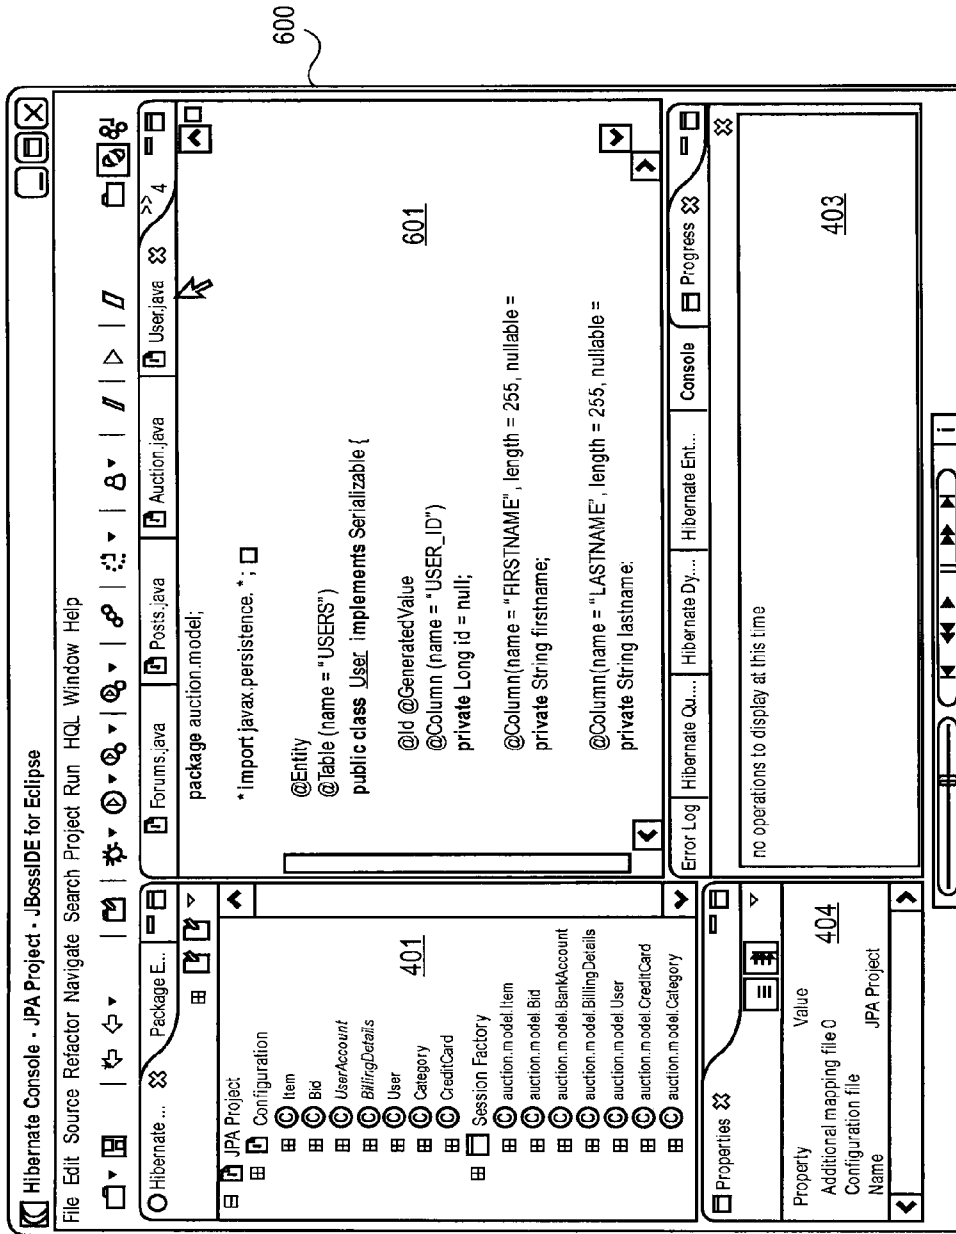 600
Hibernate Console - JPA Project - JBossIDE for Eclipse
File Edit Source Refactor Navigate Search Project Run HQL Window Help
Hibernate ... Package E...
JPA Project
Configuration
Item
Bid
UserAccount
BillingDetails
User
Category
CreditCard
Session Factory
auction.model.Item
auction.model.Bid
auction.model.BankAccount
auction.model.BillingDetails
auction.model.User
auction.model.CreditCard
auction.model.Category
401
Forums.java Posts.java Auction.java User.java >> 4
package auction.model;
*import javax.persistence. *;
@Entity
@Table (name = "USERS")
public class User implements Serializable {
@Id @GeneratedValue
@Column (name = "USER_ID")
private Long id = null;
@Column(name = "FIRSTNAME", length = 255, nullable =
private String firstname;
@Column(name = "LASTNAME", length = 255, nullable =
private String lastname:
601
Properties
Property Value
Additional mapping file 0
Configuration file
Name JPA Project
404
Error Log Hibernate Qu.... Hibernate Dy.... Hibernate Ent... Console Progress
no operations to display at this time
403